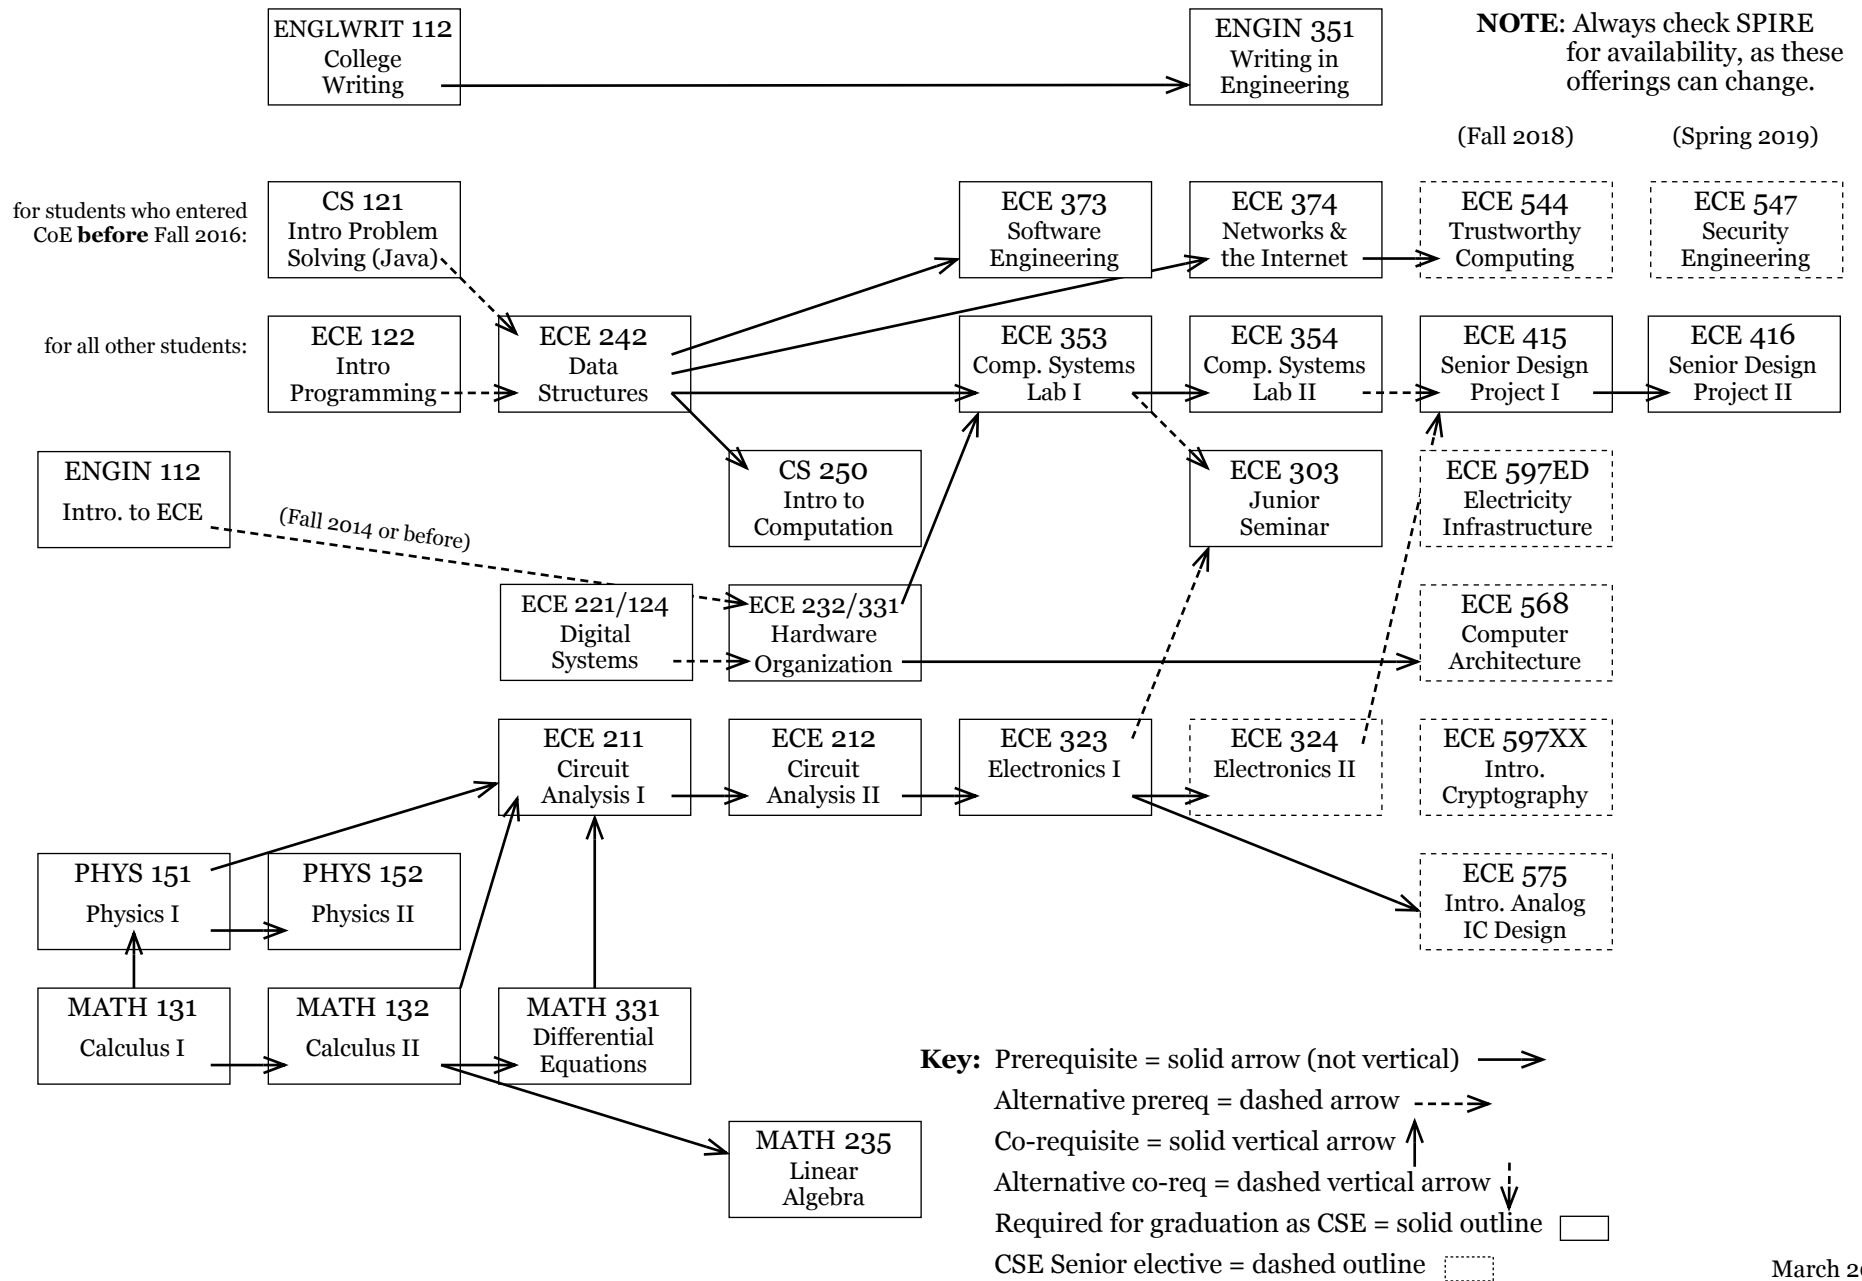 ENGLWRIT 112
College
Writing
ENGIN 351
Writing in
Engineering
NOTE: Always check SPIRE
for availability, as these
offerings can change.
(Fall 2018)
(Spring 2019)
for students who entered
CoE before Fall 2016:
CS 121
Intro Problem
Solving (Java)
ECE 373
Software
Engineering
ECE 374
Networks &
the Internet
ECE 544
Trustworthy
Computing
ECE 547
Security
Engineering
for all other students:
ECE 122
Intro
Programming
ECE 242
Data
Structures
ECE 353
Comp. Systems
Lab I
ECE 354
Comp. Systems
Lab II
ECE 415
Senior Design
Project I
ECE 416
Senior Design
Project II
ENGIN 112
Intro. to ECE
(Fall 2014 or before)
CS 250
Intro to
Computation
ECE 303
Junior
Seminar
ECE 597ED
Electricity
Infrastructure
ECE 221/124
Digital
Systems
ECE 232/331
Hardware
Organization
ECE 568
Computer
Architecture
ECE 211
Circuit
Analysis I
ECE 212
Circuit
Analysis II
ECE 323
Electronics I
ECE 324
Electronics II
ECE 597XX
Intro.
Cryptography
PHYS 151
Physics I
PHYS 152
Physics II
ECE 575
Intro. Analog
IC Design
MATH 131
Calculus I
MATH 132
Calculus II
MATH 331
Differential
Equations
MATH 235
Linear
Algebra
Key: Prerequisite = solid arrow (not vertical)
Alternative prereq = dashed arrow
Co-requisite = solid vertical arrow
Alternative co-req = dashed vertical arrow
Required for graduation as CSE = solid outline
CSE Senior elective = dashed outline
March